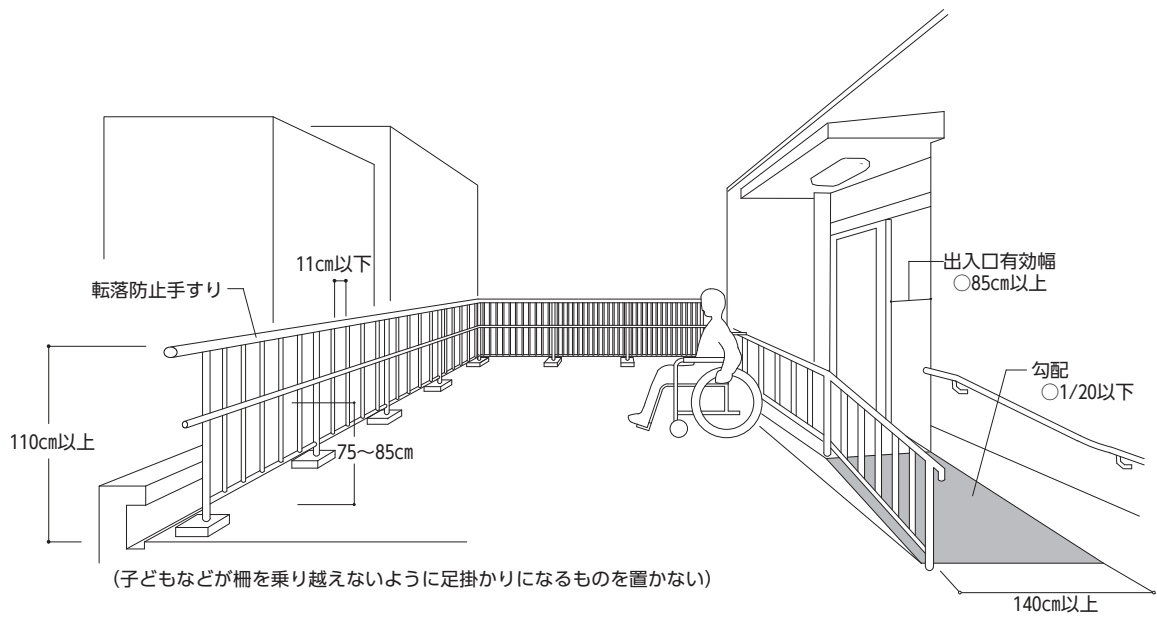 11cm以下
転落防止手すり
出入口有効幅
○85cm以上
勾配
○1/20以下
110cm以上
75～85cm
（子どもなどが柵を乗り越えないように足掛かりになるものを置かない）
140cm以上